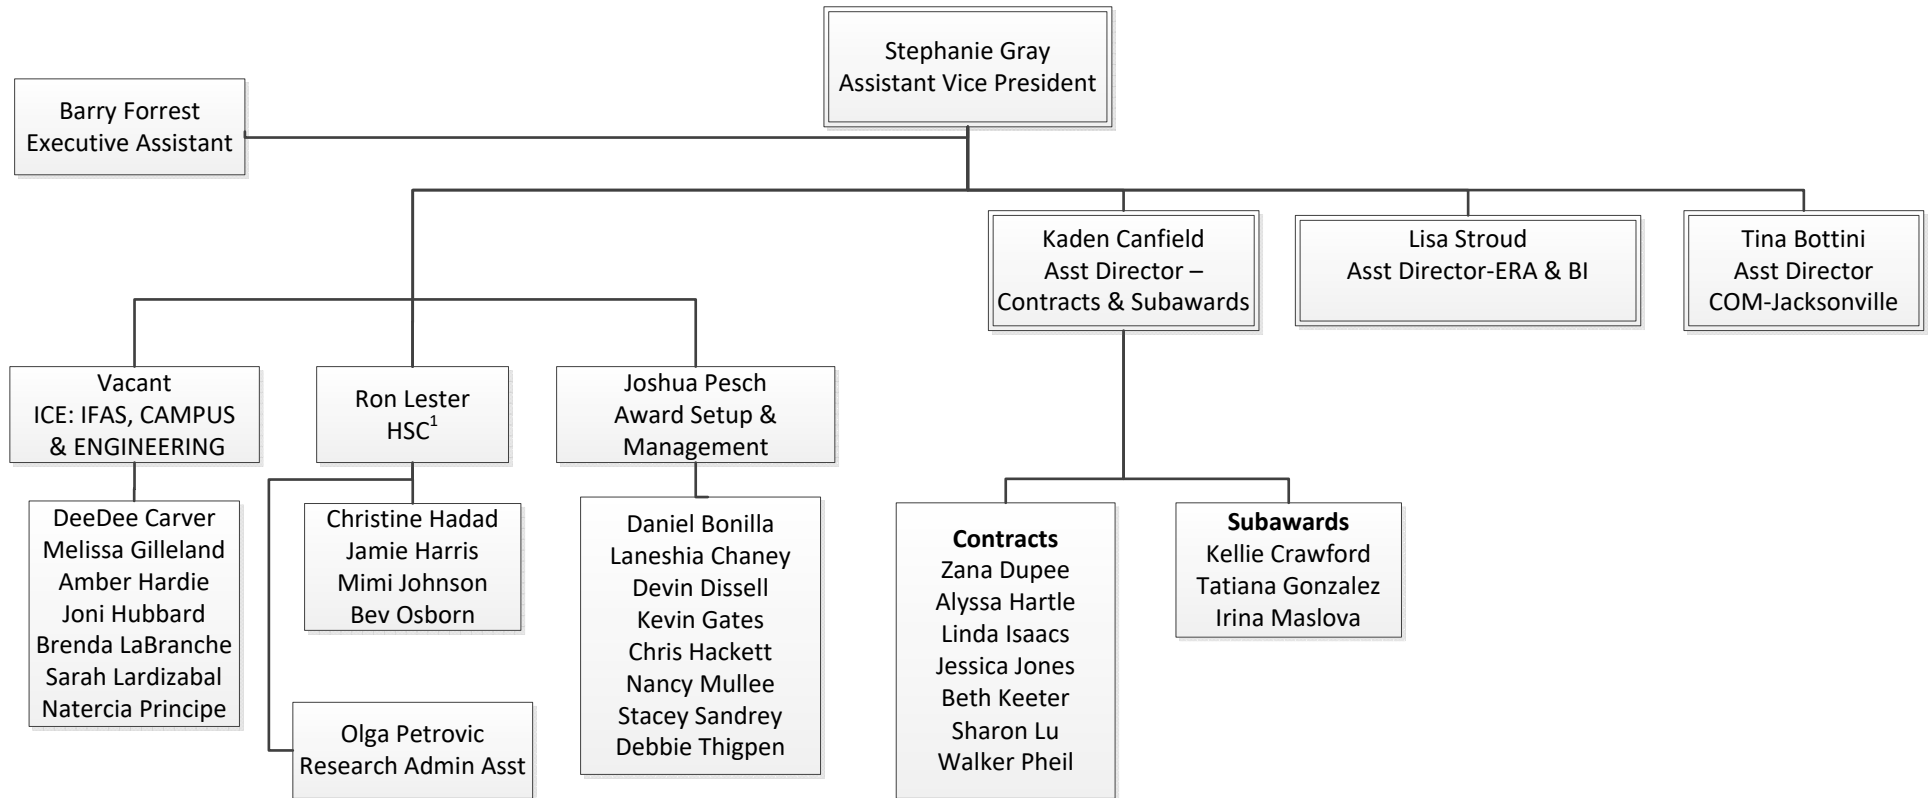 Stephanie Gray
Assistant Vice President
Barry Forrest
Executive Assistant
Kaden Canfield
Asst Director –
Contracts & Subawards
Lisa Stroud
Asst Director-ERA & BI
Tina Bottini
Asst Director
COM-Jacksonville
Vacant
ICE: IFAS, CAMPUS
& ENGINEERING
Ron Lester
HSC1
Joshua Pesch
Award Setup &
Management
DeeDee Carver
Melissa Gilleland
Amber Hardie
Joni Hubbard
Brenda LaBranche
Sarah Lardizabal
Natercia Principe
Christine Hadad
Jamie Harris
Mimi Johnson
Bev Osborn
Olga Petrovic
Research Admin Asst
Daniel Bonilla
Laneshia Chaney
Devin Dissell
Kevin Gates
Chris Hackett
Nancy Mullee
Stacey Sandrey
Debbie Thigpen
Contracts
Zana Dupee
Alyssa Hartle
Linda Isaacs
Jessica Jones
Beth Keeter
Sharon Lu
Walker Pheil
Subawards
Kellie Crawford
Tatiana Gonzalez
Irina Maslova